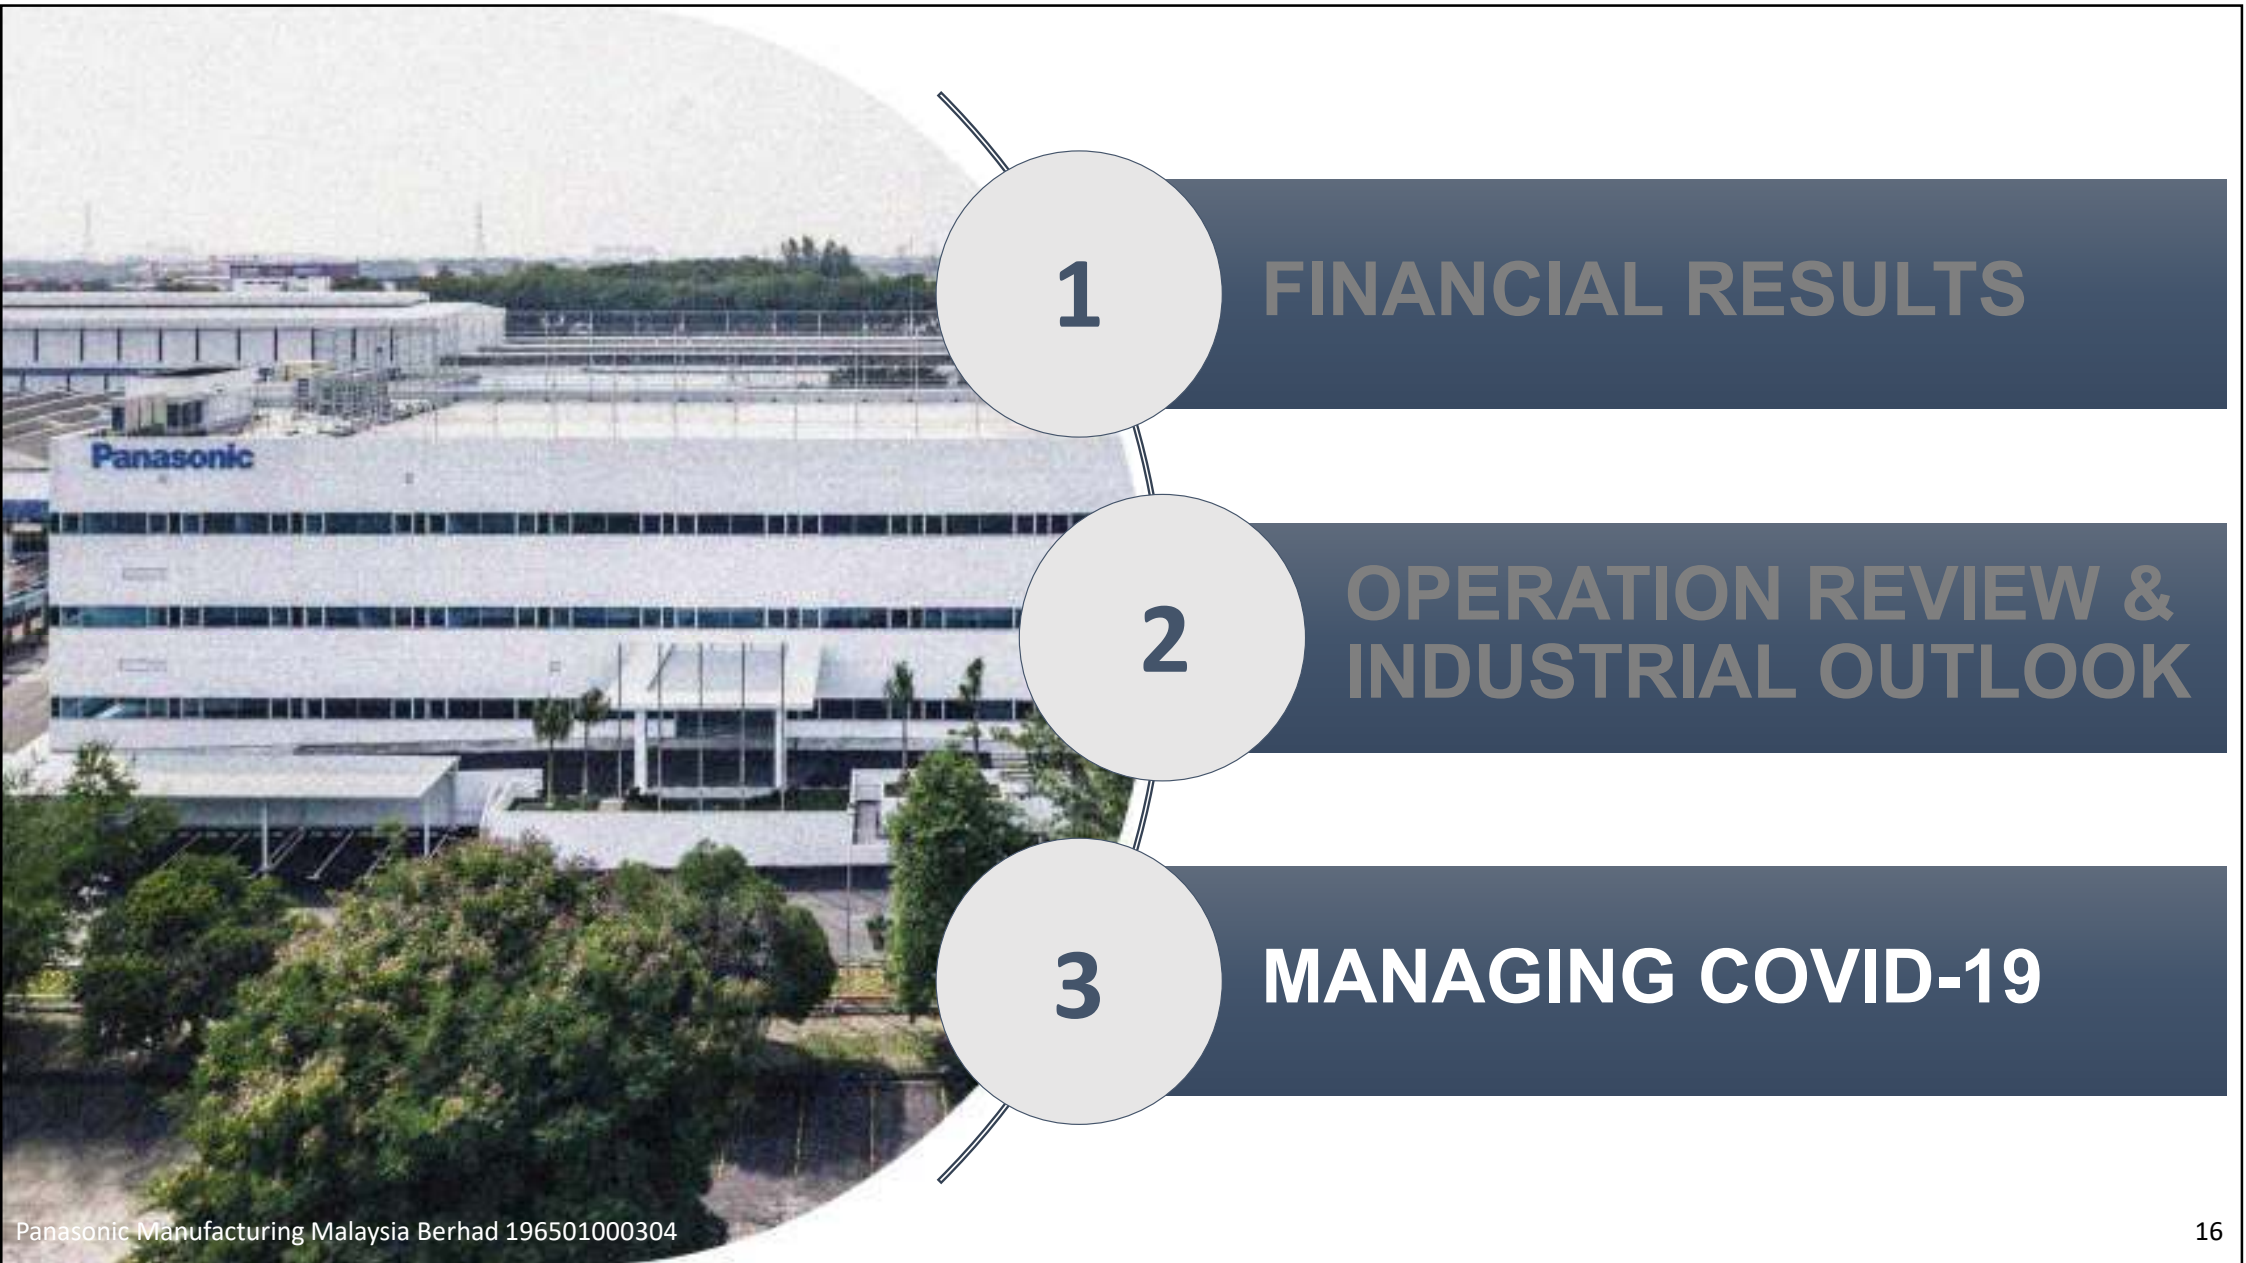 Panasonic
1
FINANCIAL RESULTS
2
OPERATION REVIEW &
INDUSTRIAL OUTLOOK
3
MANAGING COVID-19
Panasonic Manufacturing Malaysia Berhad 196501000304
16